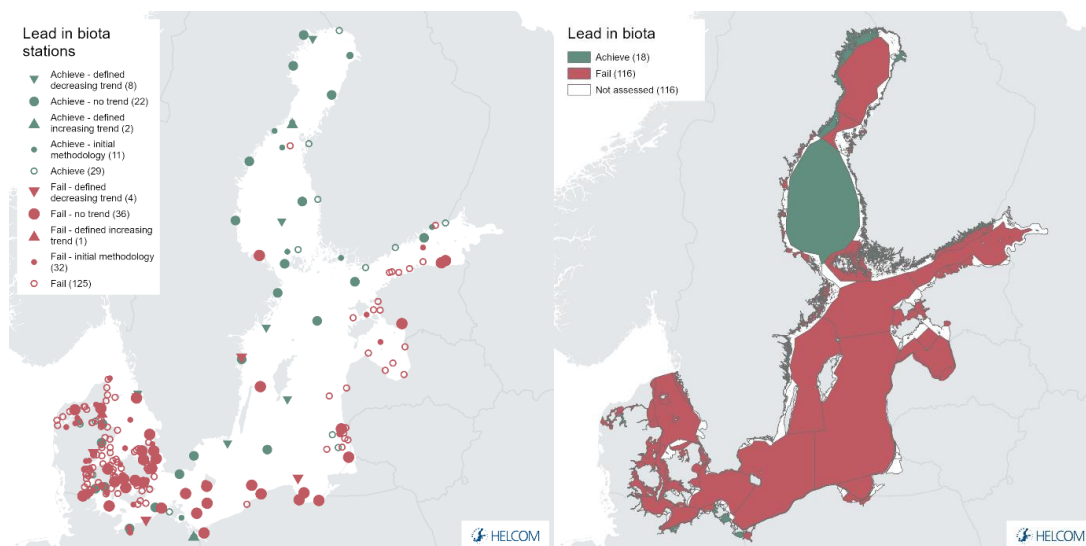 Lead in biota
stations
Achieve - defined
decreasing trend (8)
Achieve - no trend (22)
Achieve - defined
increasing trend (2)
Achieve - initial
methodology (11)
Achieve (29)
Fail - defined
decreasing trend (4)
Fail - no trend (36)
Fail - defined increasing
trend (1)
Fail - initial methodology
(32)
Fail (125)
HELCOM
Lead in biota
Achieve (18)
Fail (116)
Not assessed (116)
HELCOM